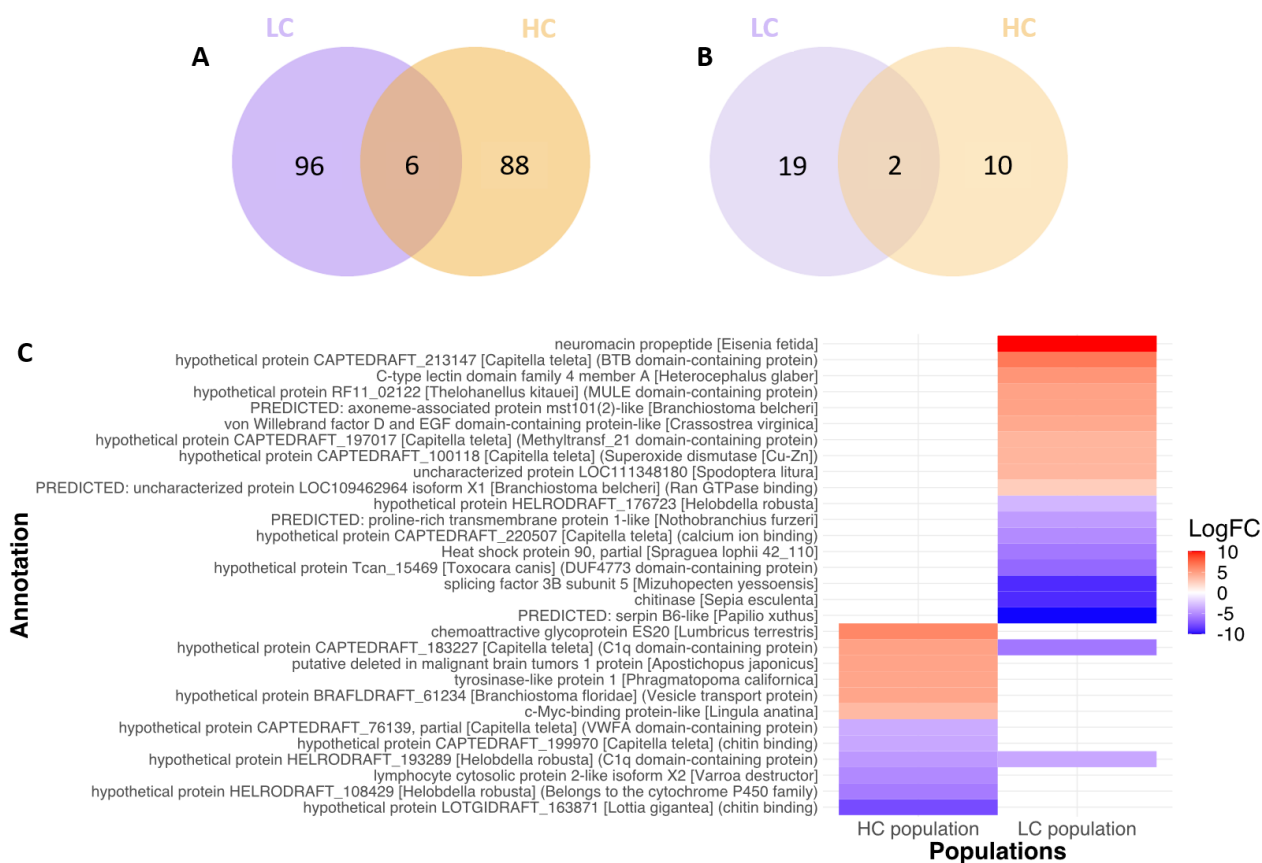 LC
HC
LC
HC
A
B
96
6
88
19
2
10
C
neuromacin propeptide [Eisenia fetida]
hypothetical protein CAPTEDRAFT_213147 [Capitella teleta] (BTB domain-containing protein)
C-type lectin domain family 4 member A [Heterocephalus glaber]
hypothetical protein RF11_02122 [Thelohanellus kitauei] (MULE domain-containing protein)
PREDICTED: axoneme-associated protein mst101(2)-like [Branchiostoma belcheri]
von Willebrand factor D and EGF domain-containing protein-like [Crassostrea virginica]
hypothetical protein CAPTEDRAFT_197017 [Capitella teleta] (Methyltransf_21 domain-containing protein)
hypothetical protein CAPTEDRAFT_100118 [Capitella teleta] (Superoxide dismutase [Cu-Zn])
uncharacterized protein LOC111348180 [Spodoptera litura]
PREDICTED: uncharacterized protein LOC109462964 isoform X1 [Branchiostoma belcheri] (Ran GTPase binding)
hypothetical protein HELRODRAFT_176723 [Helobdella robusta]
PREDICTED: proline-rich transmembrane protein 1-like [Nothobranchius furzeri]
hypothetical protein CAPTEDRAFT_220507 [Capitella teleta] (calcium ion binding)
Heat shock protein 90, partial [Spraguea lophii 42_110]
hypothetical protein Tcan_15469 [Toxocara canis] (DUF4773 domain-containing protein)
splicing factor 3B subunit 5 [Mizuhopecten yessoensis]
chitinase [Sepia esculenta]
PREDICTED: serpin B6-like [Papilio xuthus]
chemoattractive glycoprotein ES20 [Lumbricus terrestris]
hypothetical protein CAPTEDRAFT_183227 [Capitella teleta] (C1q domain-containing protein)
putative deleted in malignant brain tumors 1 protein [Apostichopus japonicus]
tyrosinase-like protein 1 [Phragmatopoma californica]
hypothetical protein BRAFLDRAFT_61234 [Branchiostoma floridae] (Vesicle transport protein)
c-Myc-binding protein-like [Lingula anatina]
hypothetical protein CAPTEDRAFT_76139, partial [Capitella teleta] (VWFA domain-containing protein)
hypothetical protein CAPTEDRAFT_199970 [Capitella teleta] (chitin binding)
hypothetical protein HELRODRAFT_193289 [Helobdella robusta] (C1q domain-containing protein)
lymphocyte cytosolic protein 2-like isoform X2 [Varroa destructor]
hypothetical protein HELRODRAFT_108429 [Helobdella robusta] (Belongs to the cytochrome P450 family)
hypothetical protein LOTGIDRAFT_163871 [Lottia gigantea] (chitin binding)
Annotation
HC population
LC population
Populations
LogFC
10
5
0
-5
-10